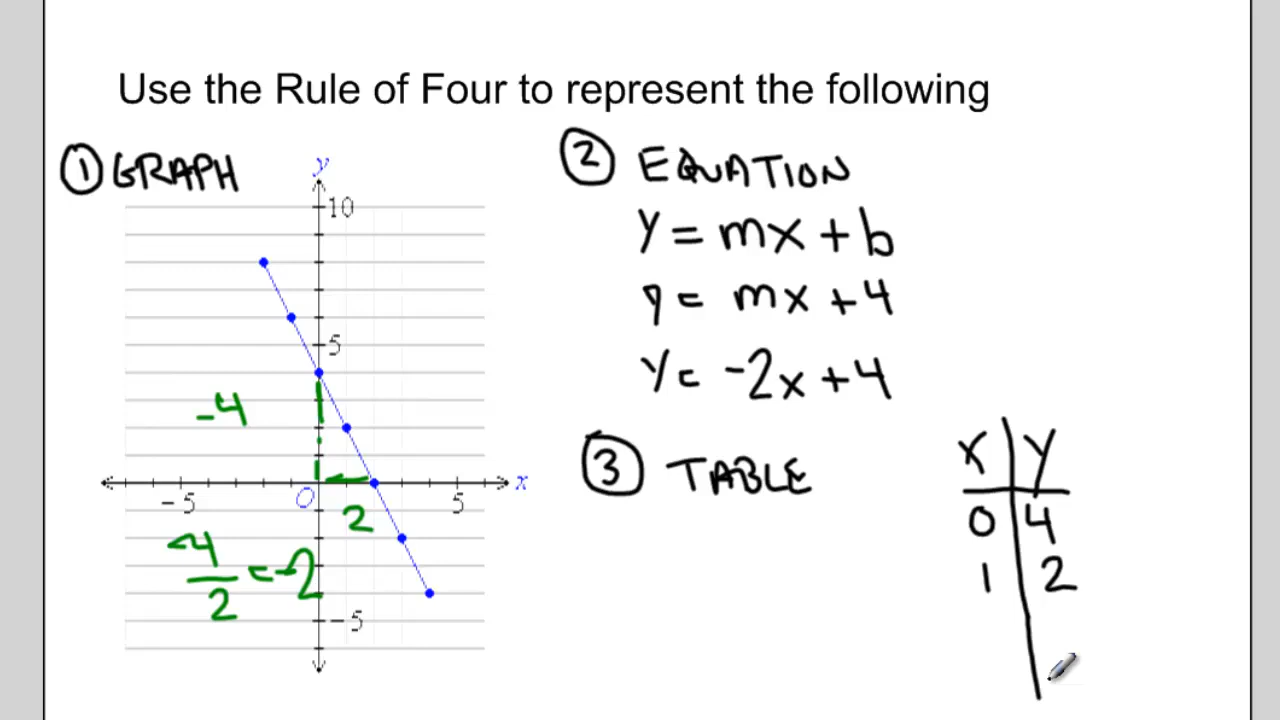 Use the Rule of Four to represent the following
① GRAPH
y
10
5
-4
-5
O
5
x
2
-4/2 = -2
-5
② EQUATION
y = mx + b
y = mx + 4
y = -2x + 4
③ TABLE
x | y
0 | 4
1 | 2